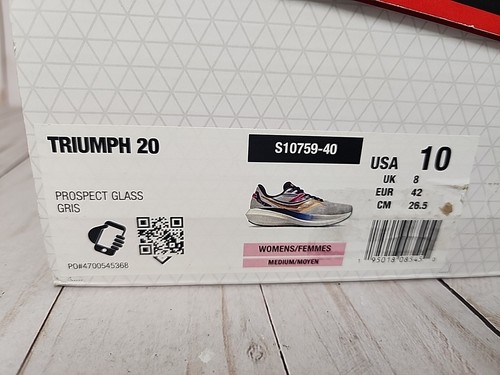 TRIUMPH 20
S10759-40
USA 10
UK 8
EUR 42
CM 26.5
PROSPECT GLASS
GRIS
WOMENS/FEMMES
MEDIUM/MOYEN
PO#4700545368